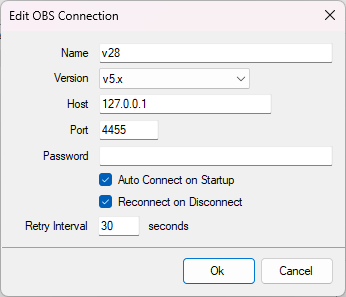 Edit OBS Connection
Name v28
Version v5.x
Host 127.0.0.1
Port 4455
Password
Auto Connect on Startup
Reconnect on Disconnect
Retry Interval 30 seconds
Ok Cancel